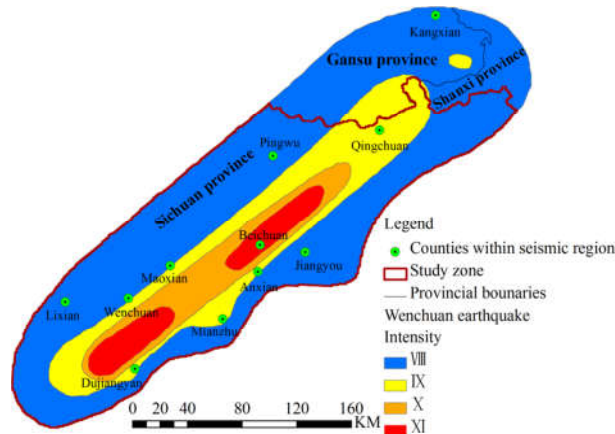 Kangxian
Gansu province
Shanxi province
Qingchuan
Pingwu
Sichuan province
Beichuan
Jiangyou
Anxian
Maoxian
Wenchuan
Lixian
Mianzhu
Dujiangyan
Legend
Counties within seismic region
Study zone
Provincial bounaries
Wenchuan earthquake
Intensity
Ⅷ
Ⅸ
Ⅹ
Ⅺ
0 20 40 80 120 160
KM